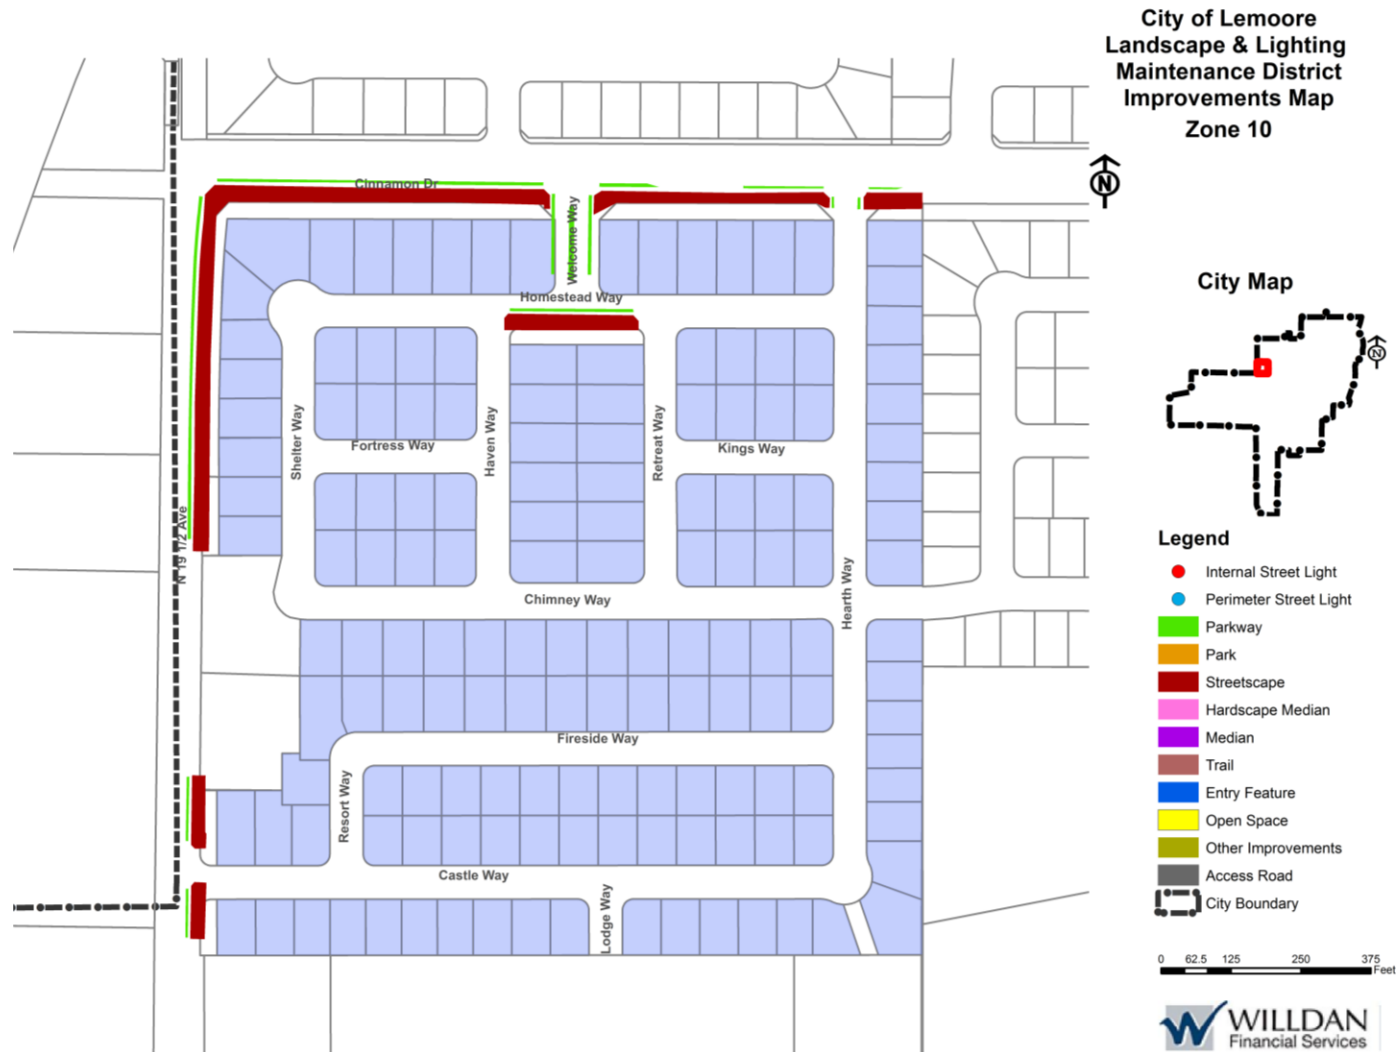 City of Lemoore
Landscape & Lighting
Maintenance District
Improvements Map
Zone 10
N
Cinnamon Dr
Welcome Way
Homestead Way
Shelter Way
Fortress Way
Haven Way
Retreat Way
Kings Way
N 19 1/2 Ave
Chimney Way
Hearth Way
Fireside Way
Resort Way
Castle Way
Lodge Way
City Map
N
Legend
Internal Street Light
Perimeter Street Light
Parkway
Park
Streetscape
Hardscape Median
Median
Trail
Entry Feature
Open Space
Other Improvements
Access Road
City Boundary
0 62.5 125 250 375
Feet
W WILLDAN
Financial Services